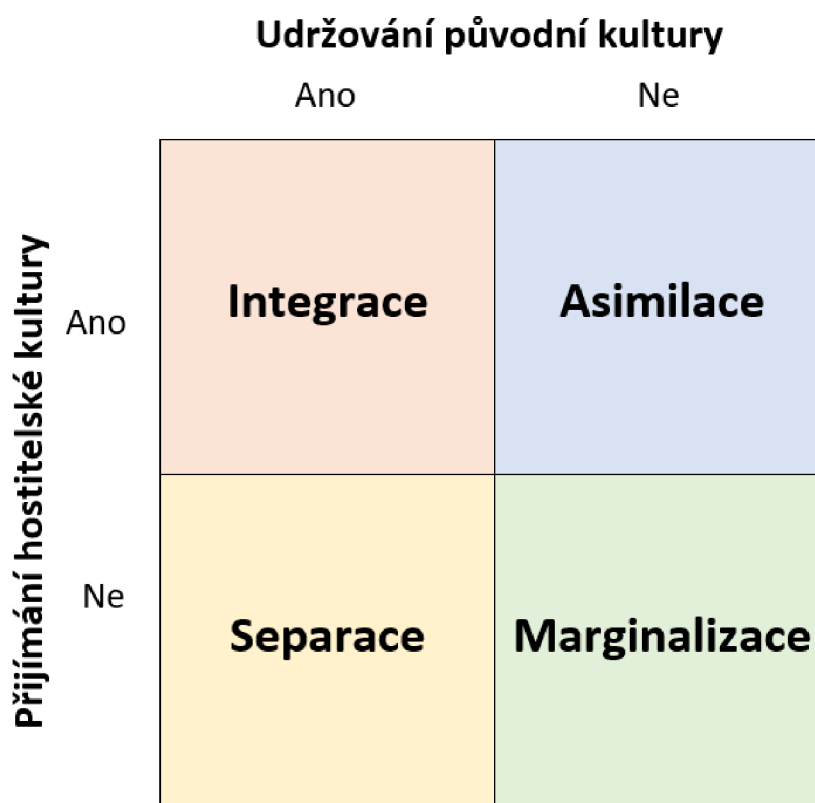 Udržování původní kultury
Ano Ne
Přijímání hostitelské kultury
Ano
Integrace Asimilace
Ne
Separace Marginalizace